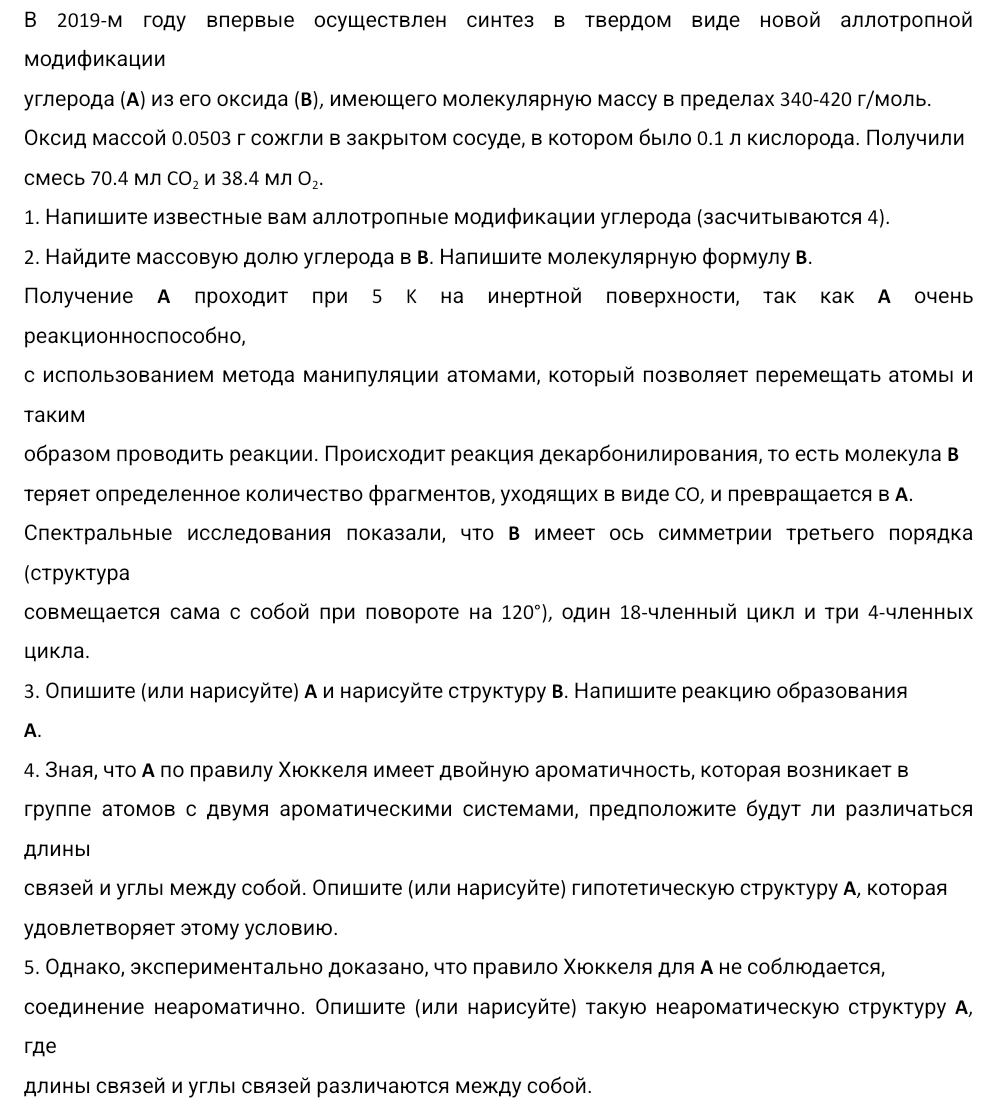 В 2019-м году впервые осуществлен синтез в твердом виде новой аллотропной
модификации
углерода (А) из его оксида (В), имеющего молекулярную массу в пределах 340-420 г/моль.
Оксид массой 0.0503 г сожгли в закрытом сосуде, в котором было 0.1 л кислорода. Получили
смесь 70.4 мл CO₂ и 38.4 мл O₂.
1. Напишите известные вам аллотропные модификации углерода (засчитываются 4).
2. Найдите массовую долю углерода в В. Напишите молекулярную формулу В.
Получение А проходит при 5 К на инертной поверхности, так как А очень
реакционноспособно,
с использованием метода манипуляции атомами, который позволяет перемещать атомы и
таким
образом проводить реакции. Происходит реакция декарбонилирования, то есть молекула В
теряет определенное количество фрагментов, уходящих в виде CO, и превращается в А.
Спектральные исследования показали, что В имеет ось симметрии третьего порядка
(структура
совмещается сама с собой при повороте на 120°), один 18-членный цикл и три 4-членных
цикла.
3. Опишите (или нарисуйте) А и нарисуйте структуру В. Напишите реакцию образования
А.
4. Зная, что А по правилу Хюккеля имеет двойную ароматичность, которая возникает в
группе атомов с двумя ароматическими системами, предположите будут ли различаться
длины
связей и углы между собой. Опишите (или нарисуйте) гипотетическую структуру А, которая
удовлетворяет этому условию.
5. Однако, экспериментально доказано, что правило Хюккеля для А не соблюдается,
соединение неароматично. Опишите (или нарисуйте) такую неароматическую структуру А,
где
длины связей и углы связей различаются между собой.